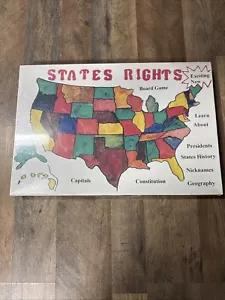 STATES RIGHTS
Exciting
New
Board Game
Learn
About
Presidents
States History
Nicknames
Geography
Capitals
Constitution